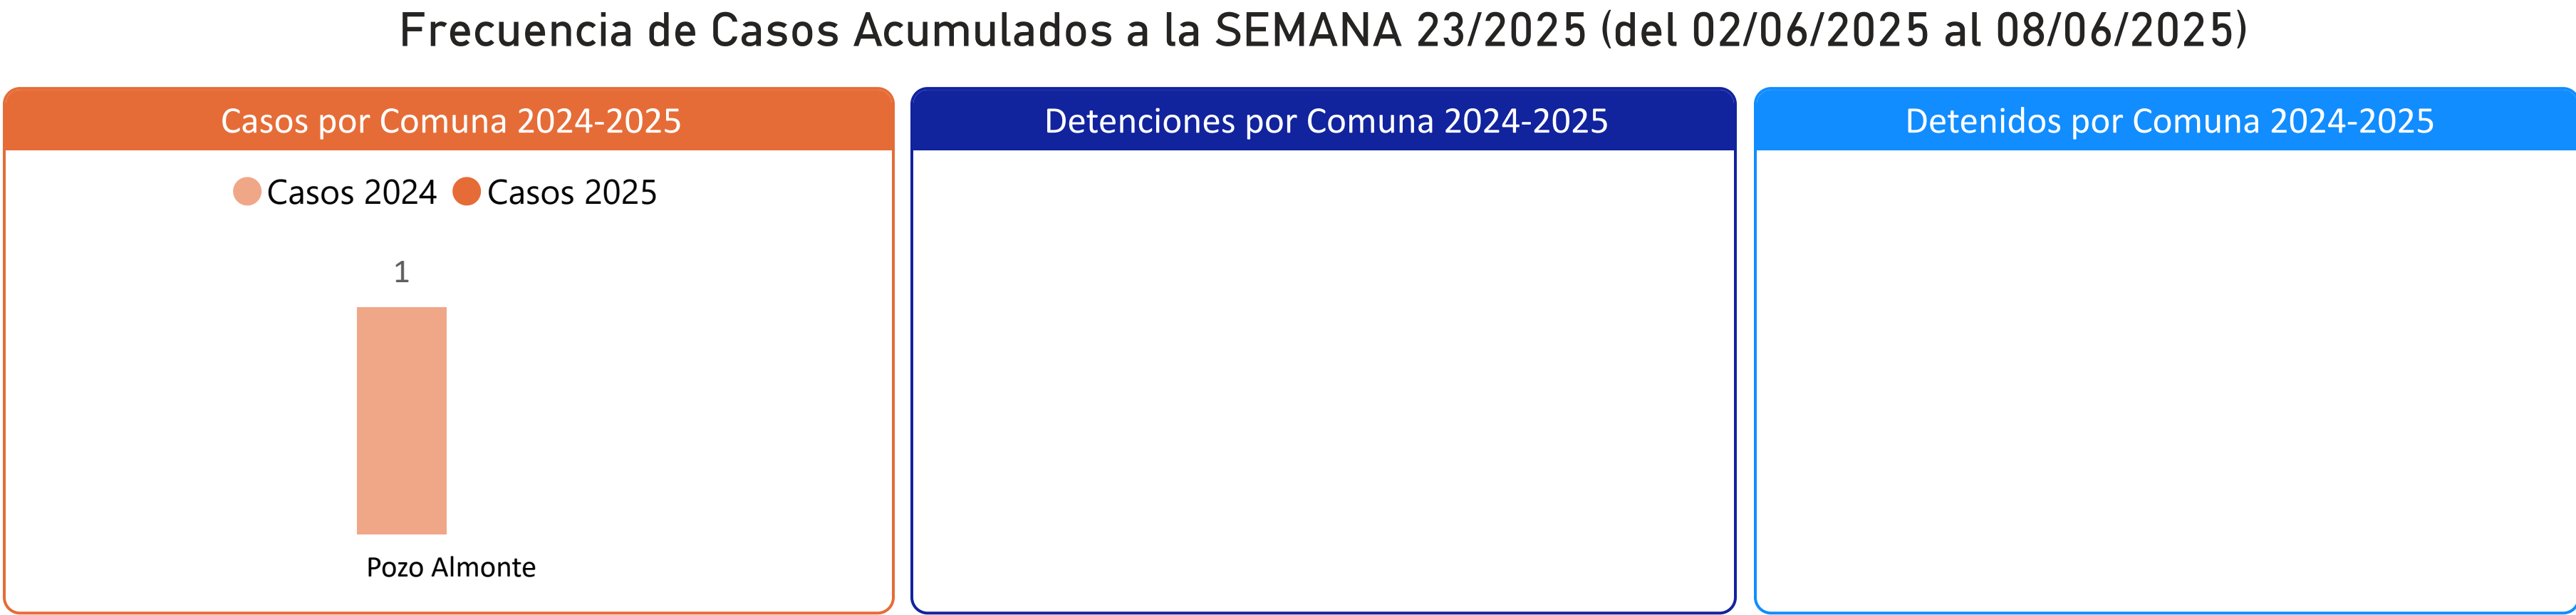 Frecuencia de Casos Acumulados a la SEMANA 23/2025 (del 02/06/2025 al 08/06/2025)
Casos por Comuna 2024-2025
Casos 2024 Casos 2025
1
Pozo Almonte
Detenciones por Comuna 2024-2025
Detenidos por Comuna 2024-2025